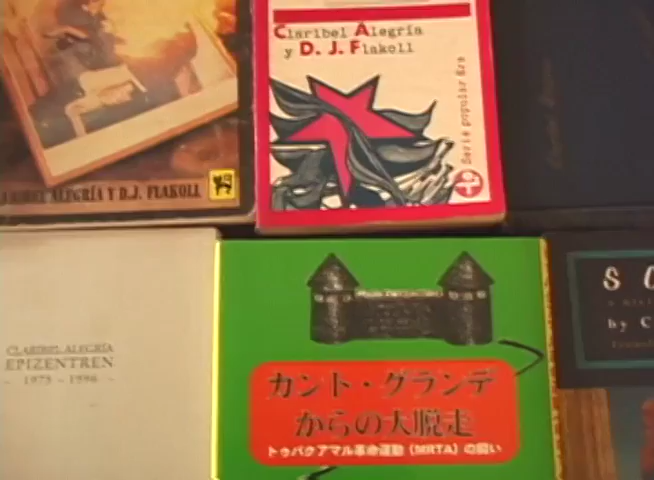 CLARIBEL ALEGRÍA Y D.J. FLAKOLL
Claribel Alegría
y D. J. Flakoll
Serie popular Era
CLARIBEL ALEGRÍA
EPIZENTREN
カント・グランデ
からの大脱走
トゥパクアマル革命運動(MRTA)の闘い
S
by C